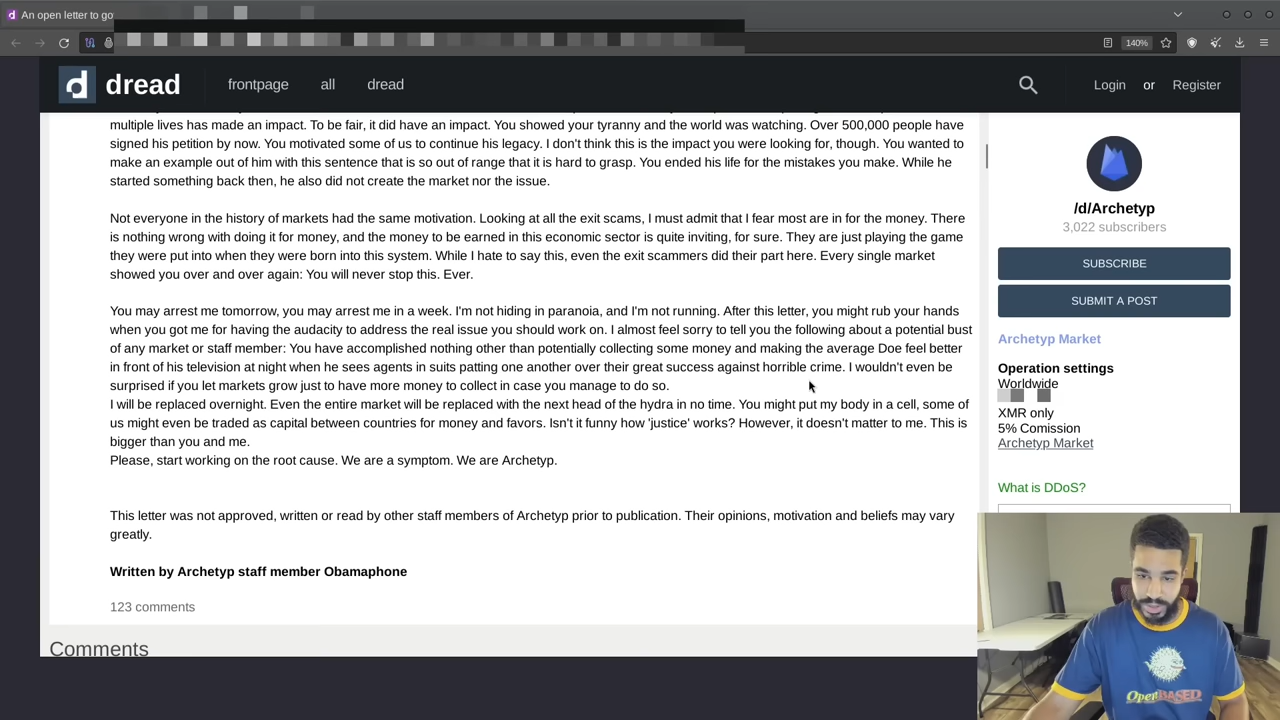 An open letter to go
140%
dread
frontpage
all
dread
Login or Register
multiple lives has made an impact. To be fair, it did have an impact. You showed your tyranny and the world was watching. Over 500,000 people have
signed his petition by now. You motivated some of us to continue his legacy. I don't think this is the impact you were looking for, though. You wanted to
make an example out of him with this sentence that is so out of range that it is hard to grasp. You ended his life for the mistakes you make. While he
started something back then, he also did not create the market nor the issue.
Not everyone in the history of markets had the same motivation. Looking at all the exit scams, I must admit that I fear most are in for the money. There
is nothing wrong with doing it for money, and the money to be earned in this economic sector is quite inviting, for sure. They are just playing the game
they were put into when they were born into this system. While I hate to say this, even the exit scammers did their part here. Every single market
showed you over and over again: You will never stop this. Ever.
You may arrest me tomorrow, you may arrest me in a week. I'm not hiding in paranoia, and I'm not running. After this letter, you might rub your hands
when you got me for having the audacity to address the real issue you should work on. I almost feel sorry to tell you the following about a potential bust
of any market or staff member: You have acomplished nothing other than potentially collecting some money and making the average Doe feel better
in front of his television at night when he sees agents in suits patting one another over their great success against horrible crime. I wouldn't even be
surprised if you let markets grow just to have more money to collect in case you manage to do so.
I will be replaced overnight. Even the entire market will be replaced with the next head of the hydra in no time. You might put my body in a cell, some of
us might even be traded as capital between countries for money and favors. Isn't it funny how 'justice' works? However, it doesn't matter to me. This is
bigger than you and me.
Please, start working on the root cause. We are a symptom. We are Archetyp.
This letter was not approved, written or read by other staff members of Archetyp prior to publication. Their opinions, motivation and beliefs may vary
greatly.
Written by Archetyp staff member Obamaphone
123 comments
Comments
/d/Archetyp
3,022 subscribers
SUBSCRIBE
SUBMIT A POST
Archetyp Market
Operation settings
Worldwide
XMR only
5% Comission
Archetyp Market
What is DDoS?
OpenBASED